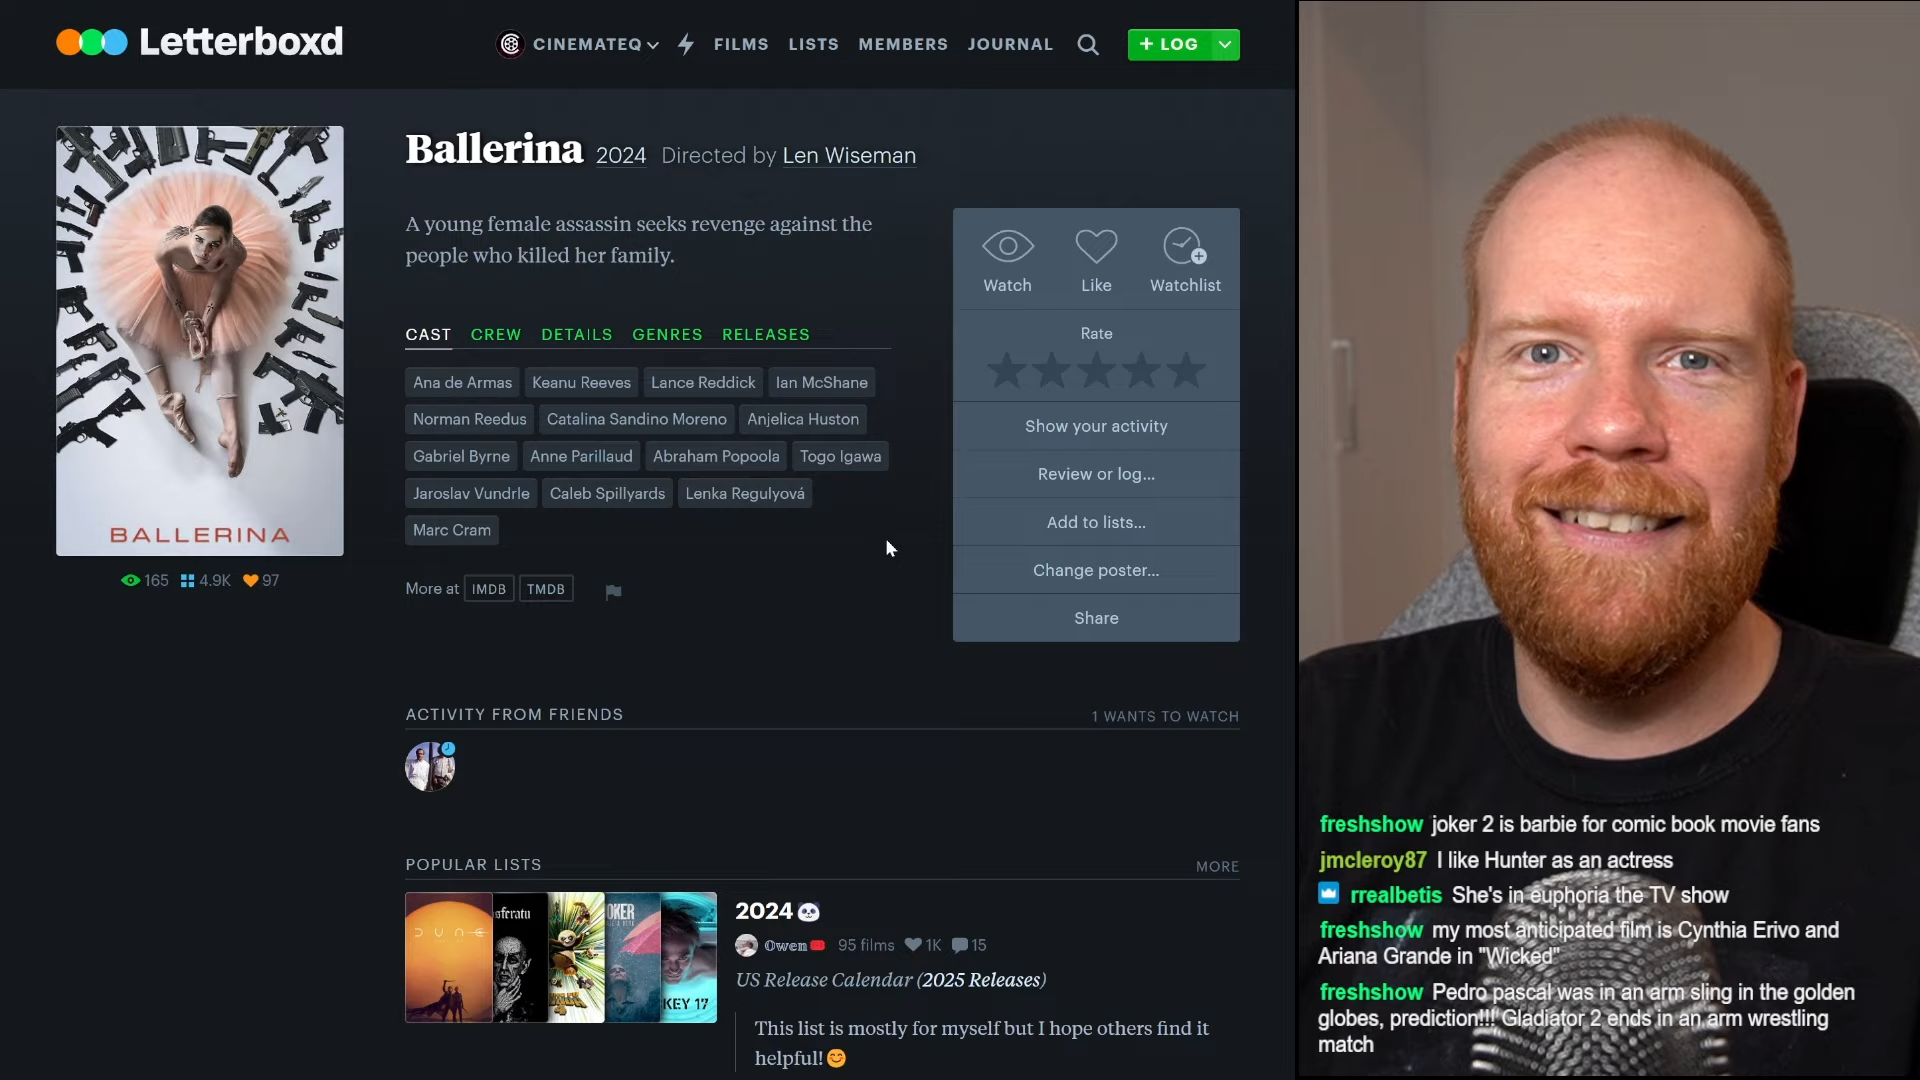 Letterboxd
CINEMATEQ
FILMS
LISTS
MEMBERS
JOURNAL
+ LOG
Ballerina 2024 Directed by Len Wiseman
A young female assassin seeks revenge against the
people who killed her family.
BALLERINA
165 4.9K 97
CAST CREW DETAILS GENRES RELEASES
Ana de Armas Keanu Reeves Lance Reddick Ian McShane
Norman Reedus Catalina Sandino Moreno Anjelica Huston
Gabriel Byrne Anne Parillaud Abraham Popoola Togo Igawa
Jaroslav Vundrle Caleb Spillyards Lenka Regulyová
Marc Cram
More at IMDB TMDB
Watch Like Watchlist
Rate
Show your activity
Review or log...
Add to lists...
Change poster...
Share
ACTIVITY FROM FRIENDS
1 WANTS TO WATCH
POPULAR LISTS
MORE
DUNE
sferatu
OKER
KEY 17
2024
Owen 95 films 1K 15
US Release Calendar (2025 Releases)
This list is mostly for myself but I hope others find it
helpful!😊
freshshow joker 2 is barbie for comic book movie fans
jmcleroy87 I like Hunter as an actress
rrealbetis She's in euphoria the TV show
freshshow my most anticipated film is Cynthia Erivo and
Ariana Grande in "Wicked"
freshshow Pedro pascal was in an arm sling in the golden
globes, prediction!!! Gladiator 2 ends in an arm wrestling
match